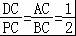 DC/PC = AC/BC = 1/2